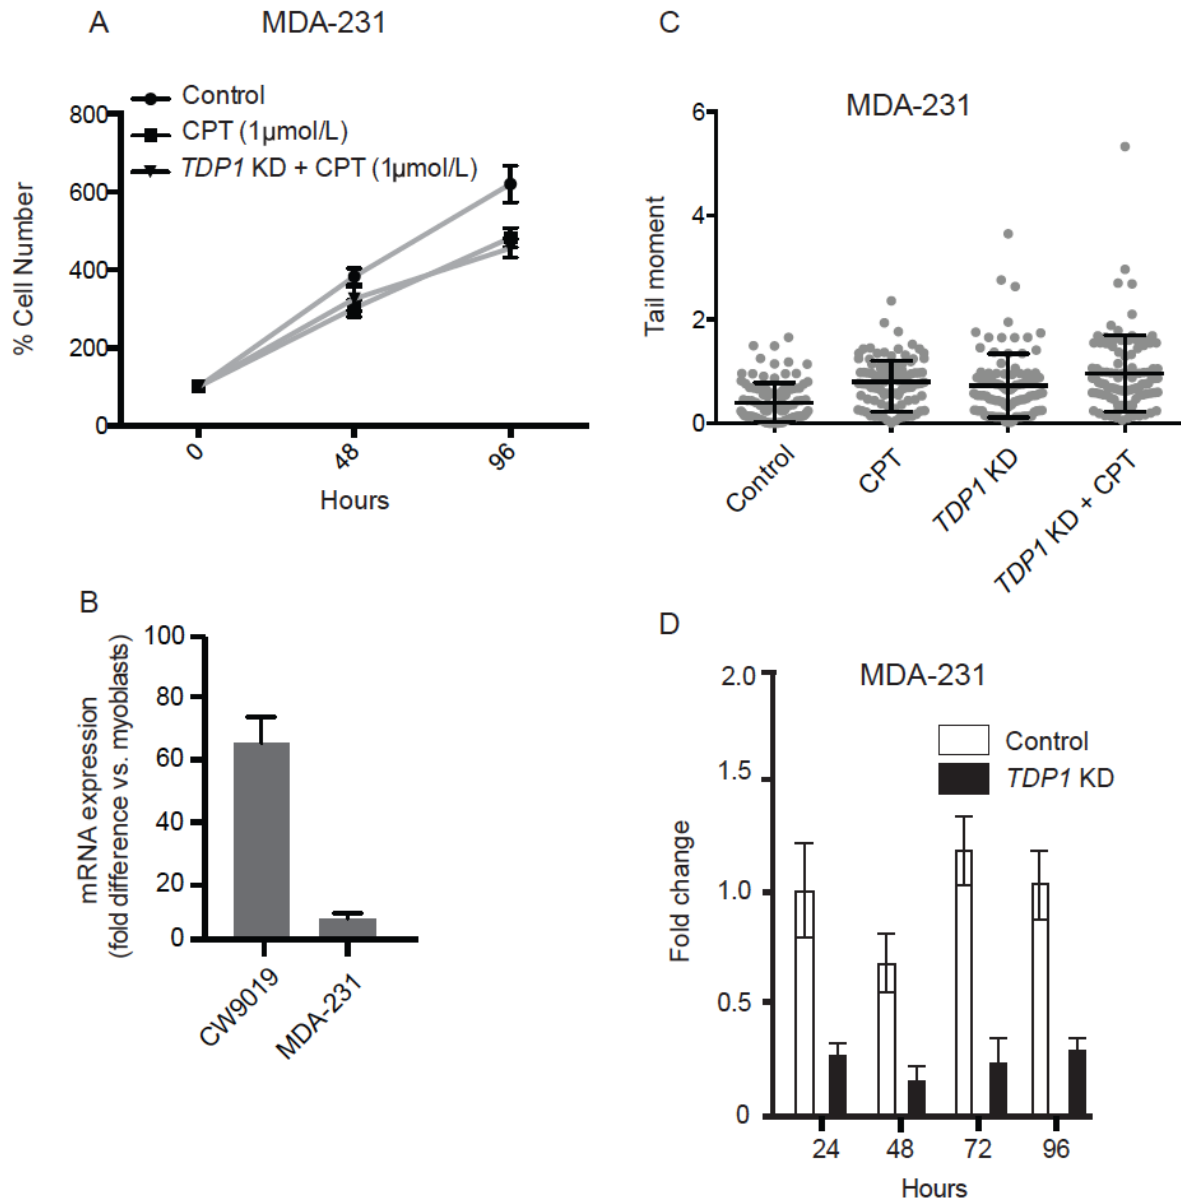 A
MDA-231
Control
CPT (1µmol/L)
TDP1 KD + CPT (1µmol/L)
% Cell Number
800
600
400
200
0
0
48
96
Hours
B
mRNA expression
(fold difference vs. myoblasts)
100
80
60
40
20
0
CW9019
MDA-231
C
MDA-231
Tail moment
6
4
2
0
Control
CPT
TDP1 KD
TDP1 KD + CPT
D
MDA-231
Control
TDP1 KD
Fold change
2.0
1.5
1.0
0.5
0
24
48
72
96
Hours